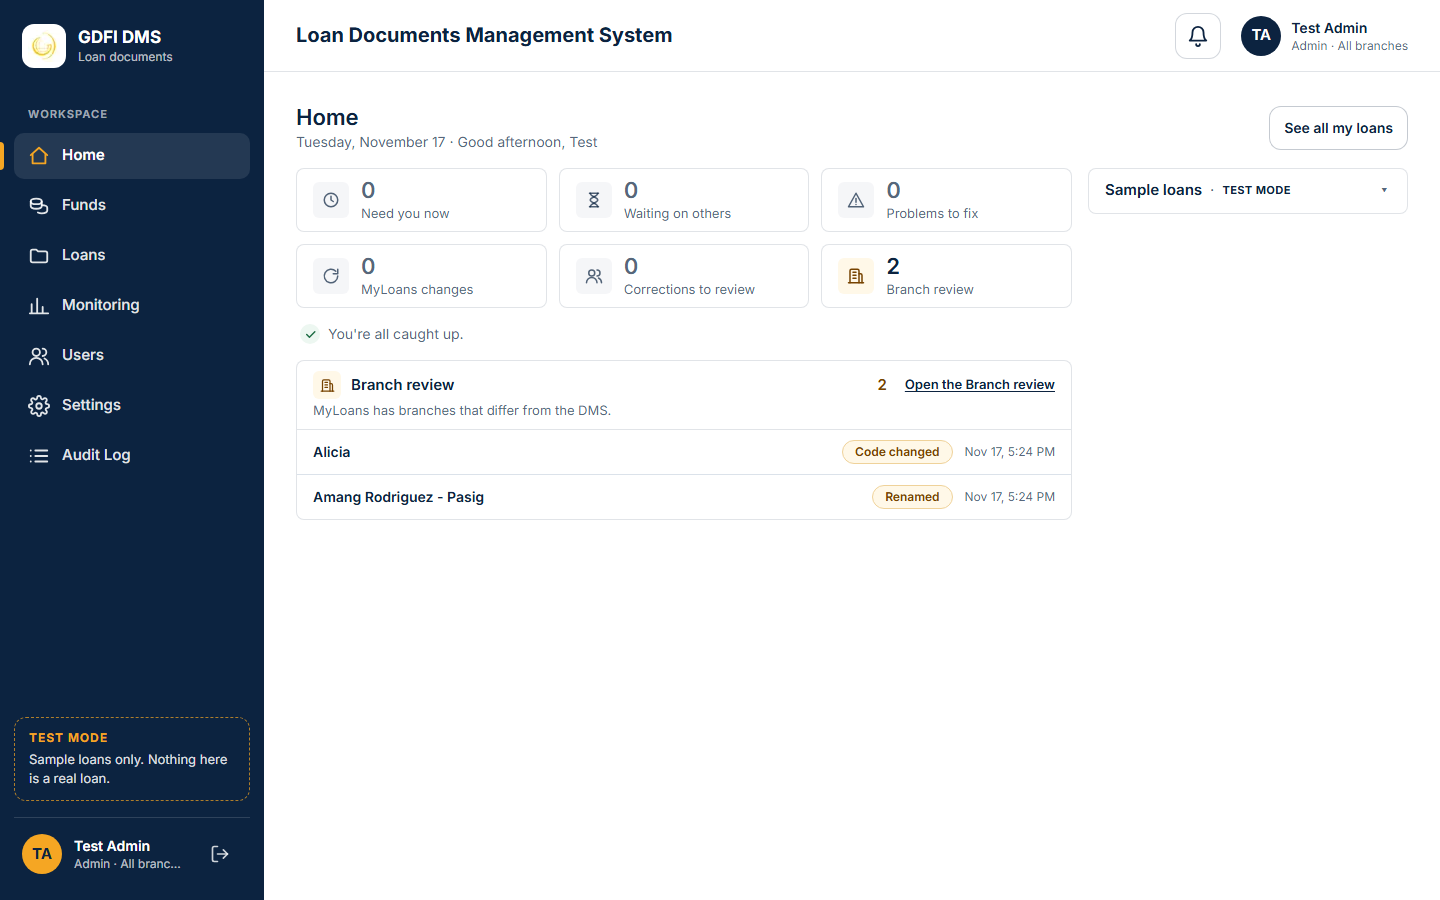 GDFI DMS
Loan documents
WORKSPACE
Home
Funds
Loans
Monitoring
Users
Settings
Audit Log
TEST MODE
Sample loans only. Nothing here
is a real loan.
TA
Test Admin
Admin · All branc...
Loan Documents Management System
TA
Test Admin
Admin · All branches
Home
Tuesday, November 17 · Good afternoon, Test
See all my loans
0
Need you now
0
Waiting on others
0
Problems to fix
0
MyLoans changes
0
Corrections to review
2
Branch review
Sample loans · TEST MODE
You're all caught up.
Branch review 2 Open the Branch review
MyLoans has branches that differ from the DMS.
Alicia Code changed Nov 17, 5:24 PM
Amang Rodriguez - Pasig Renamed Nov 17, 5:24 PM